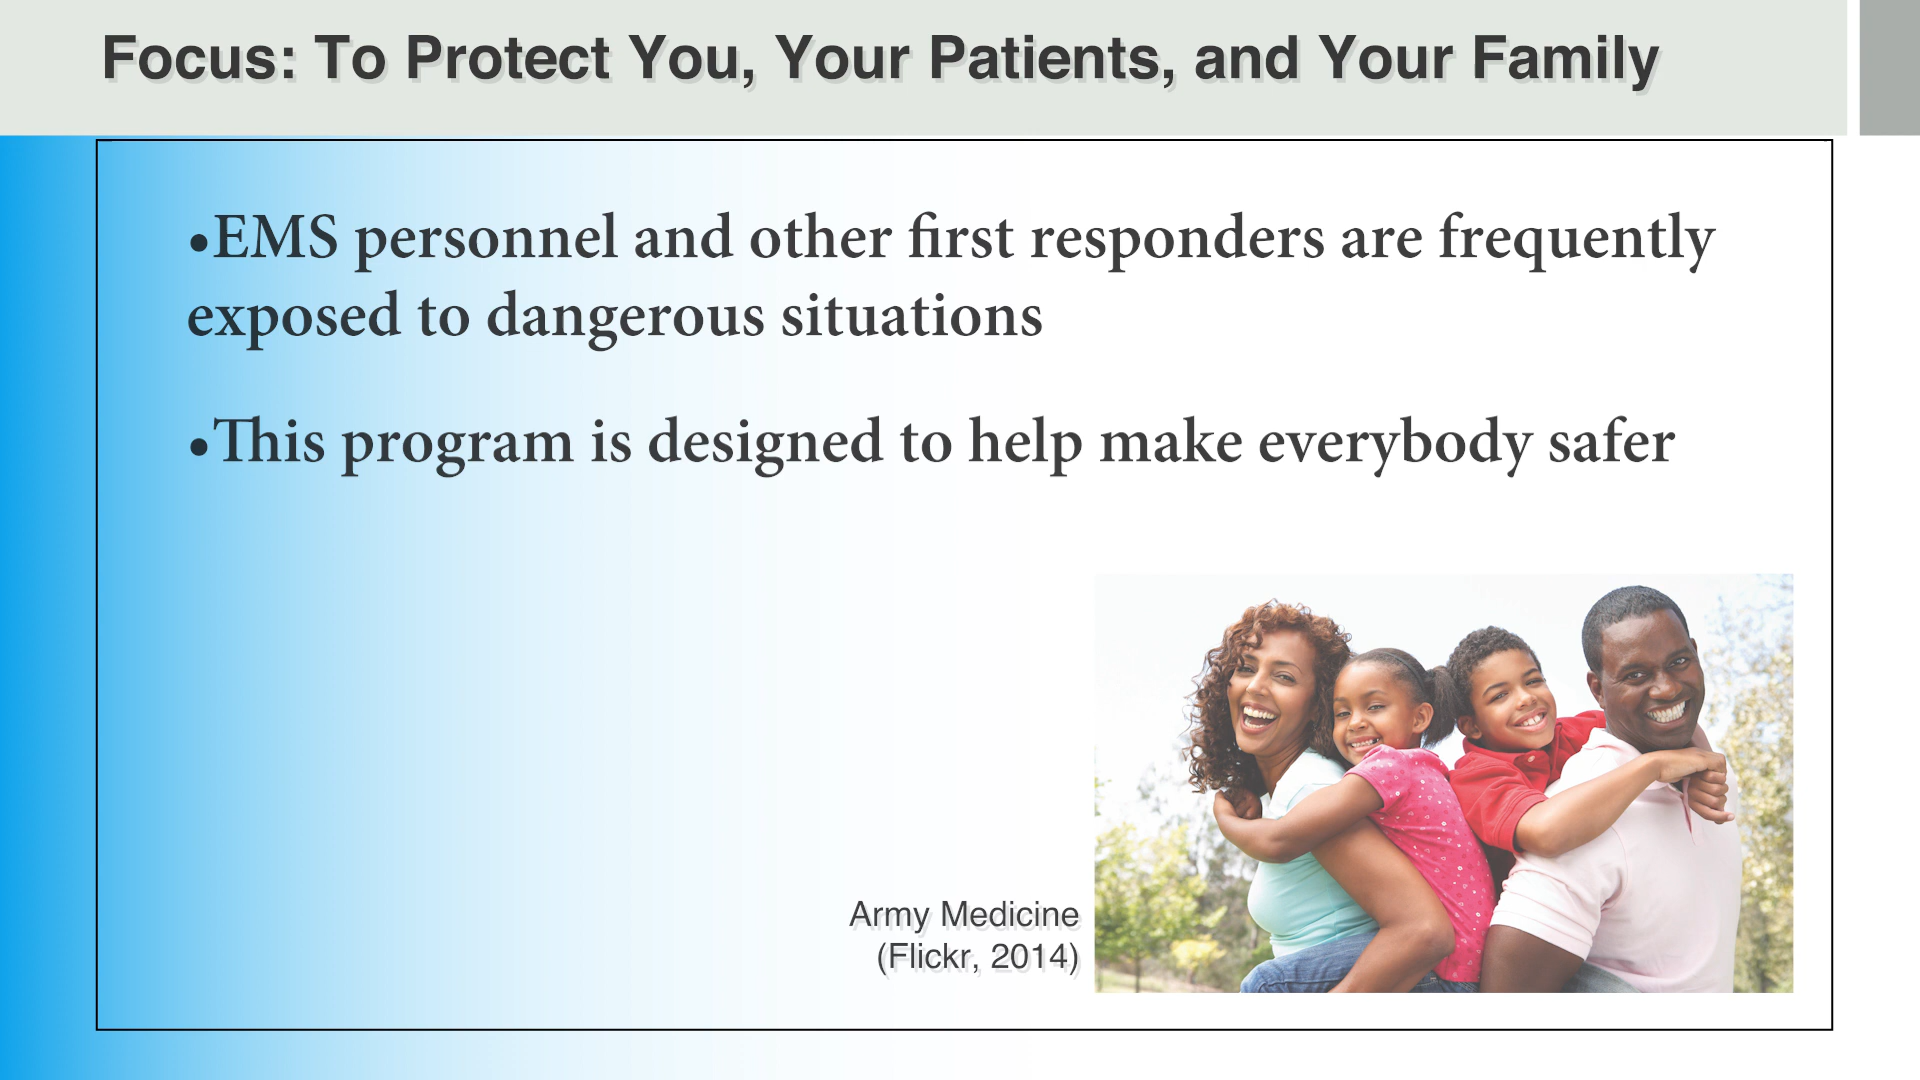 Focus: To Protect You, Your Patients, and Your Family
•EMS personnel and other first responders are frequently
exposed to dangerous situations
•This program is designed to help make everybody safer
Army Medicine
(Flickr, 2014)